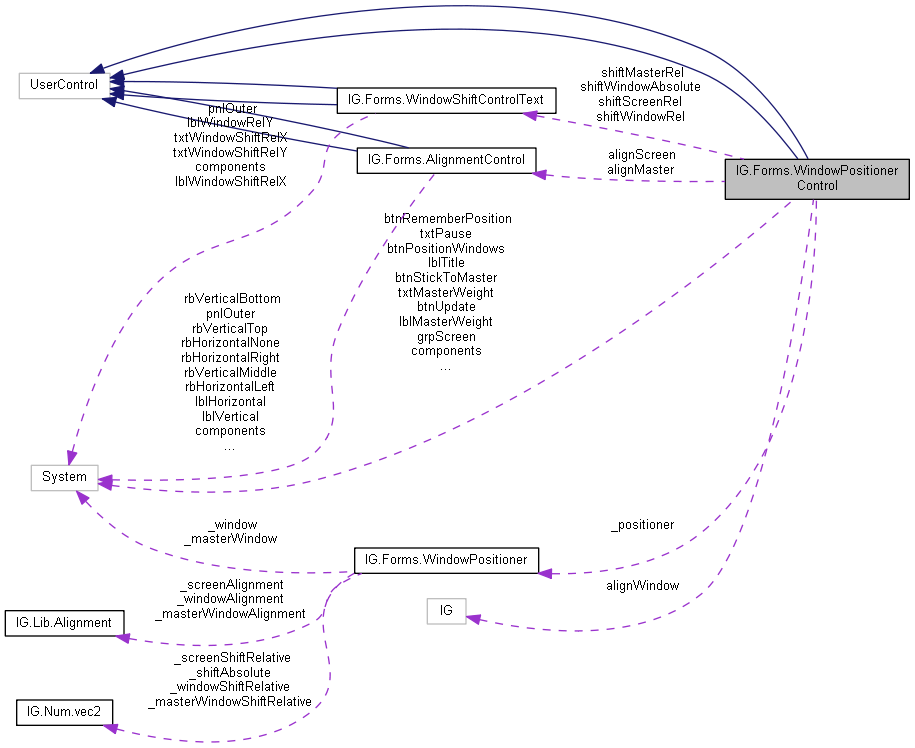 shiftMasterRel
shiftWindowAbsolute
shiftScreenRel
shiftWindowRel
UserControl
IG.Forms.WindowShiftControlText
pnlOuter
lblWindowRelY
txtWindowShiftRelX
txtWindowShiftRelY
components
lblWindowShiftRelX
IG.Forms.AlignmentControl
alignScreen
alignMaster
IG.Forms.WindowPositioner
Control
btnRememberPosition
txtPause
btnPositionWindows
lblTitle
btnStickToMaster
txtMasterWeight
btnUpdate
lblMasterWeight
grpScreen
components
...
rbVerticalBottom
pnlOuter
rbVerticalTop
rbHorizontalNone
rbHorizontalRight
rbVerticalMiddle
rbHorizontalLeft
lblHorizontal
lblVertical
components
...
System
_window
_masterWindow
_positioner
IG.Forms.WindowPositioner
_screenAlignment
_windowAlignment
_masterWindowAlignment
alignWindow
IG
IG.Lib.Alignment
_screenShiftRelative
_shiftAbsolute
_windowShiftRelative
_masterWindowShiftRelative
IG.Num.vec2